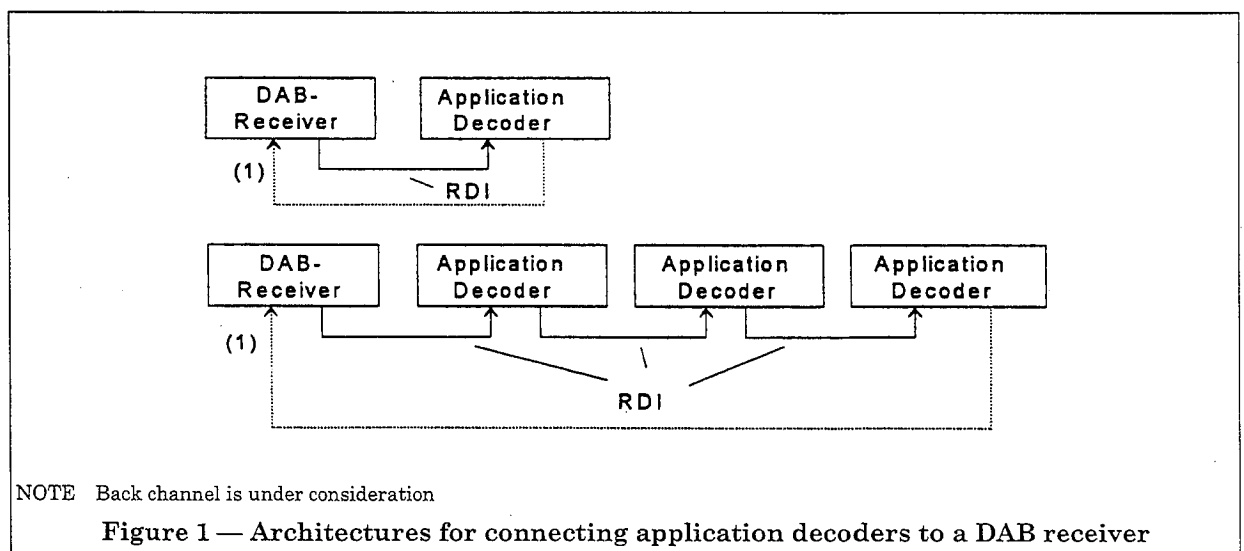 DAB-
Receiver
Application
Decoder
(1)
RDI
DAB-
Receiver
Application
Decoder
Application
Decoder
Application
Decoder
(1)
RDI
NOTE Back channel is under consideration
Figure 1 — Architectures for connecting application decoders to a DAB receiver